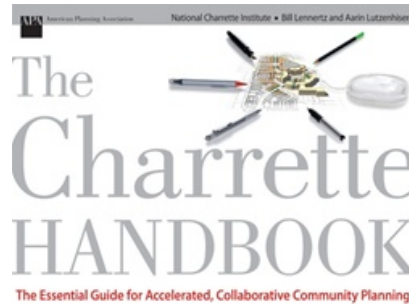 APA American Planning Association
National Charrette Institute • Bill Lennertz and Aarin Lutzenhiser
The
Charrette
HANDBOOK
The Essential Guide for Accelerated, Collaborative Community Planning